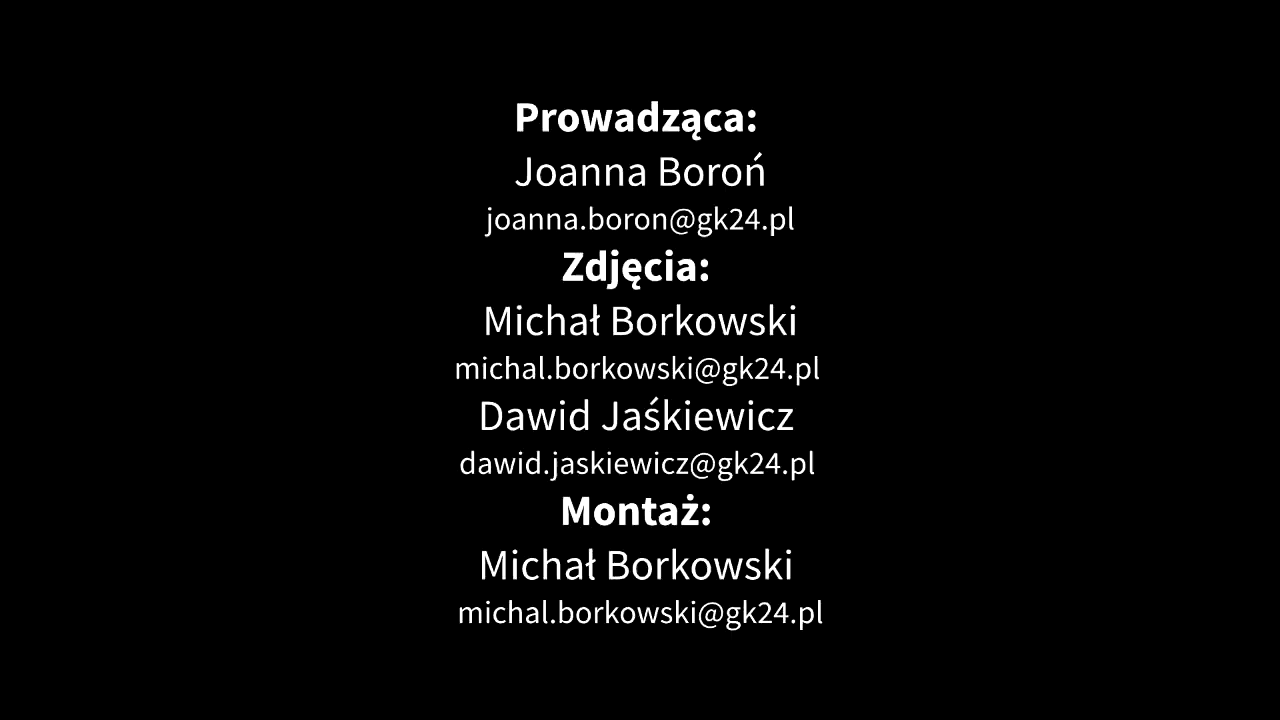 Prowadząca:
Joanna Boroń
joanna.boron@gk24.pl
Zdjęcia:
Michał Borkowski
michal.borkowski@gk24.pl
Dawid Jaśkiewicz
dawid.jaskiewicz@gk24.pl
Montaż:
Michał Borkowski
michal.borkowski@gk24.pl